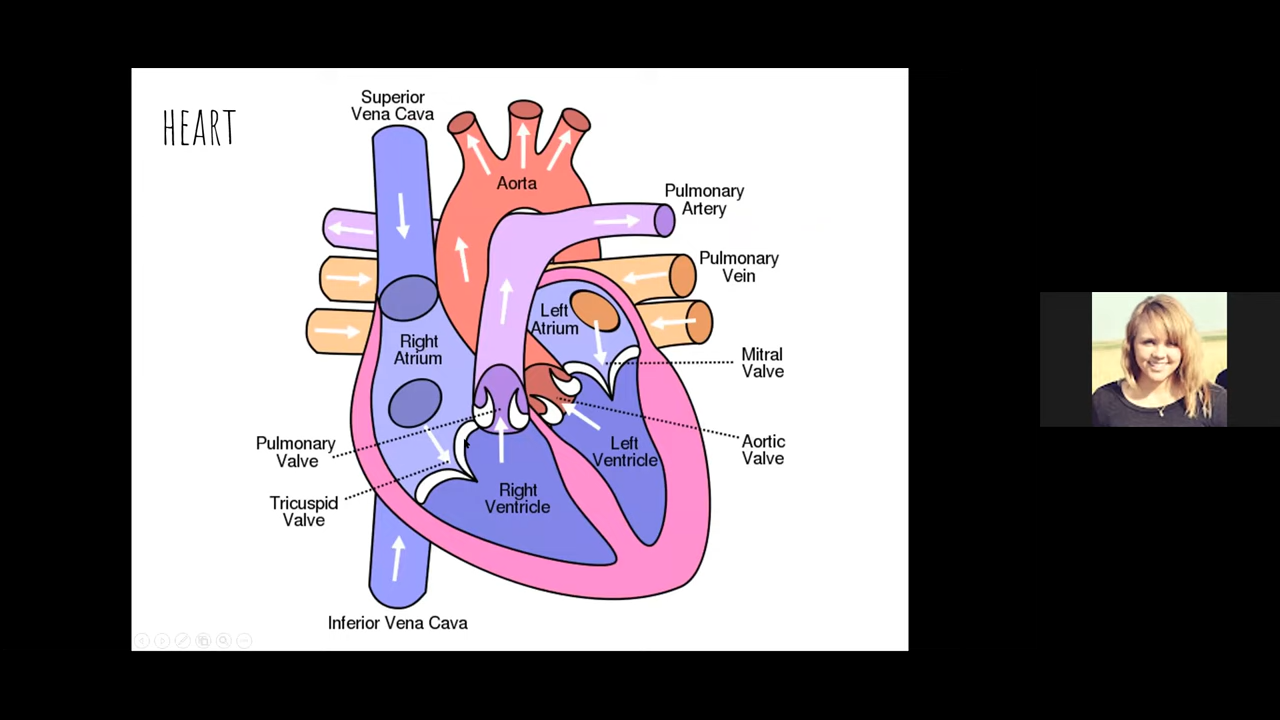 HEART
Superior
Vena Cava
Aorta
Pulmonary
Artery
Pulmonary
Vein
Left
Atrium
Right
Atrium
Mitral
Valve
Pulmonary
Valve
Left
Ventricle
Aortic
Valve
Tricuspid
Valve
Right
Ventricle
Inferior Vena Cava